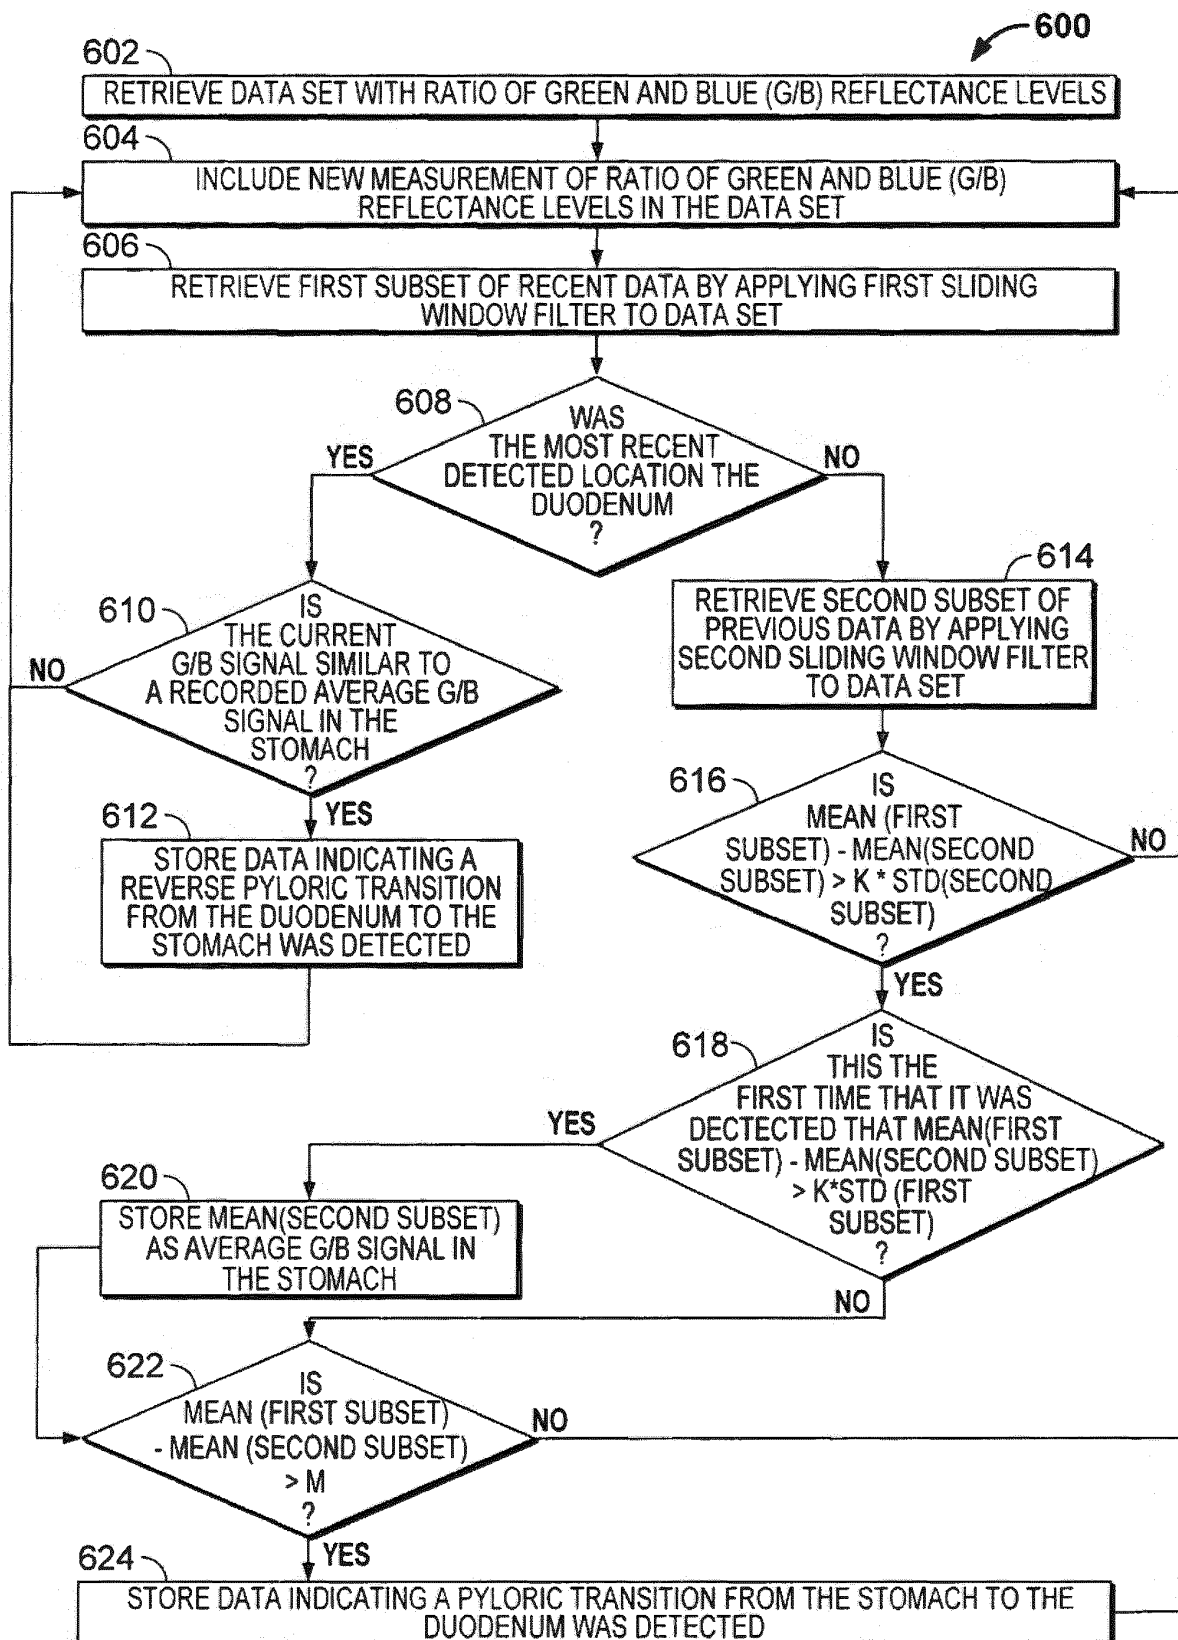 600
602
RETRIEVE DATA SET WITH RATIO OF GREEN AND BLUE (G/B) REFLECTANCE LEVELS
604
INCLUDE NEW MEASUREMENT OF RATIO OF GREEN AND BLUE (G/B)
REFLECTANCE LEVELS IN THE DATA SET
606
RETRIEVE FIRST SUBSET OF RECENT DATA BY APPLYING FIRST SLIDING
WINDOW FILTER TO DATA SET
608
WAS
THE MOST RECENT
DETECTED LOCATION THE
DUODENUM
?
YES
NO
610
IS
THE CURRENT
G/B SIGNAL SIMILAR TO
A RECORDED AVERAGE G/B
SIGNAL IN THE
STOMACH
?
NO
YES
612
STORE DATA INDICATING A
REVERSE PYLORIC TRANSITION
FROM THE DUODENUM TO THE
STOMACH WAS DETECTED
614
RETRIEVE SECOND SUBSET OF
PREVIOUS DATA BY APPLYING
SECOND SLIDING WINDOW FILTER
TO DATA SET
616
IS
MEAN (FIRST
SUBSET) - MEAN(SECOND
SUBSET) > K * STD(SECOND
SUBSET)
?
NO
YES
618
IS
THIS THE
FIRST TIME THAT IT WAS
DECTECTED THAT MEAN(FIRST
SUBSET) - MEAN(SECOND SUBSET)
> K*STD (FIRST
SUBSET)
?
YES
NO
620
STORE MEAN(SECOND SUBSET)
AS AVERAGE G/B SIGNAL IN
THE STOMACH
622
IS
MEAN (FIRST SUBSET)
- MEAN (SECOND SUBSET)
> M
?
NO
YES
624
STORE DATA INDICATING A PYLORIC TRANSITION FROM THE STOMACH TO THE
DUODENUM WAS DETECTED